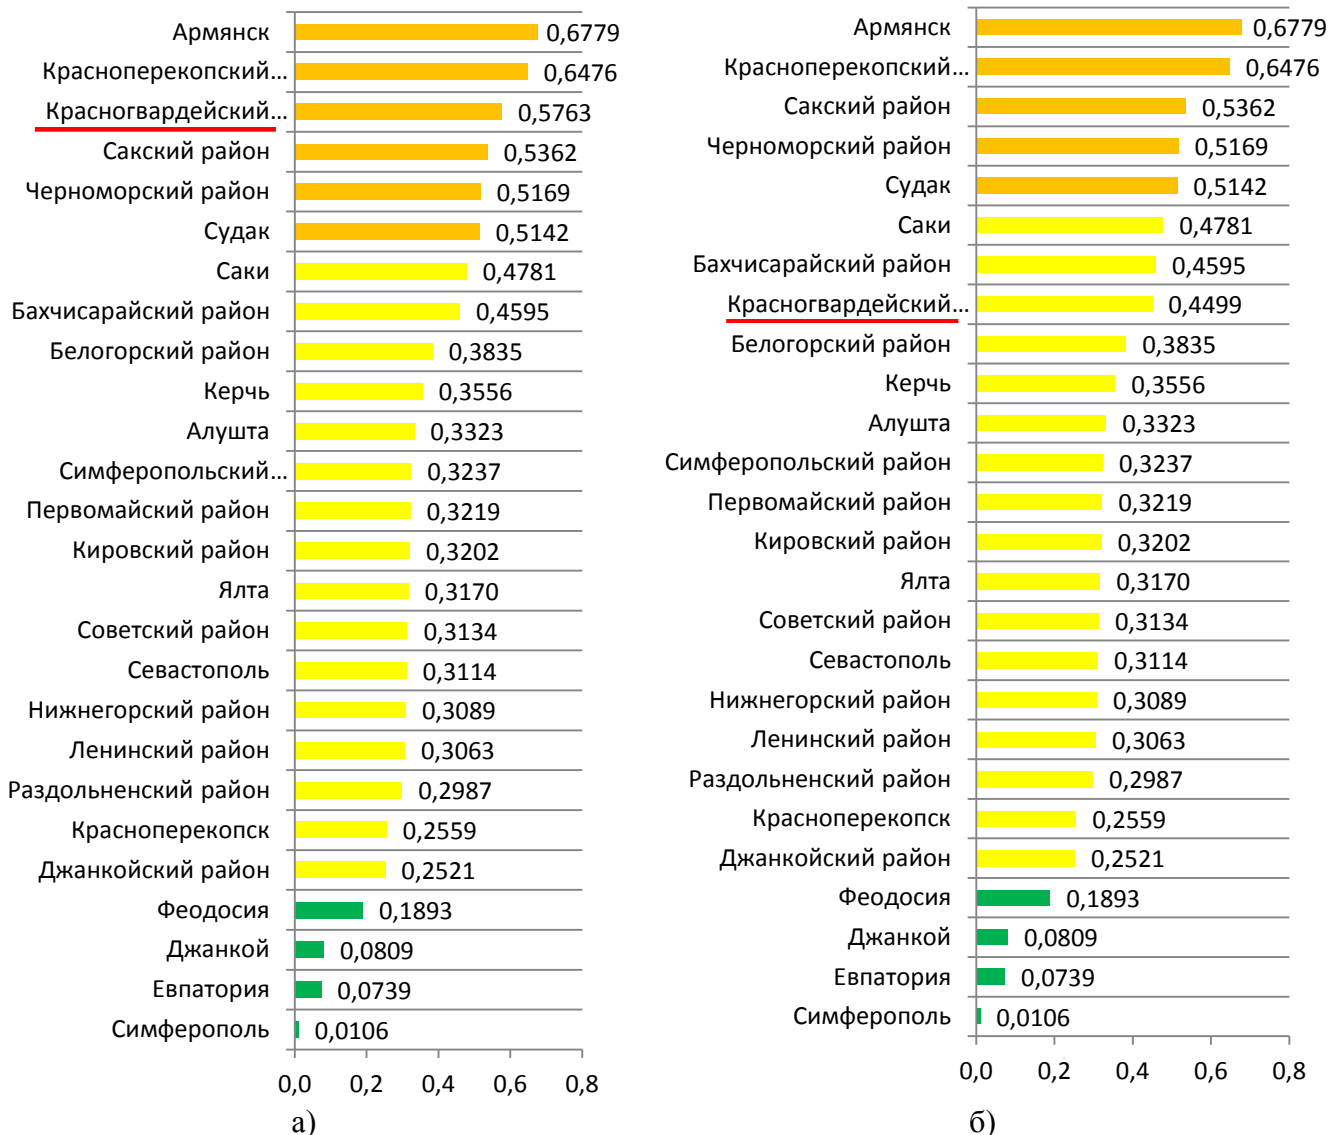 Армянск 0,6779
Красноперекопский... 0,6476
Красногвардейский... 0,5763
Сакский район 0,5362
Черноморский район 0,5169
Судак 0,5142
Саки 0,4781
Бахчисарайский район 0,4595
Белогорский район 0,3835
Керчь 0,3556
Алушта 0,3323
Симферопольский... 0,3237
Первомайский район 0,3219
Кировский район 0,3202
Ялта 0,3170
Советский район 0,3134
Севастополь 0,3114
Нижнегорский район 0,3089
Ленинский район 0,3063
Раздольненский район 0,2987
Красноперекопск 0,2559
Джанкойский район 0,2521
Феодосия 0,1893
Джанкой 0,0809
Евпатория 0,0739
Симферополь 0,0106
0,0 0,2 0,4 0,6 0,8
а)
Армянск 0,6779
Красноперекопский... 0,6476
Сакский район 0,5362
Черноморский район 0,5169
Судак 0,5142
Саки 0,4781
Бахчисарайский район 0,4595
Красногвардейский... 0,4499
Белогорский район 0,3835
Керчь 0,3556
Алушта 0,3323
Симферопольский район 0,3237
Первомайский район 0,3219
Кировский район 0,3202
Ялта 0,3170
Советский район 0,3134
Севастополь 0,3114
Нижнегорский район 0,3089
Ленинский район 0,3063
Раздольненский район 0,2987
Красноперекопск 0,2559
Джанкойский район 0,2521
Феодосия 0,1893
Джанкой 0,0809
Евпатория 0,0739
Симферополь 0,0106
0,0 0,2 0,4 0,6 0,8
б)